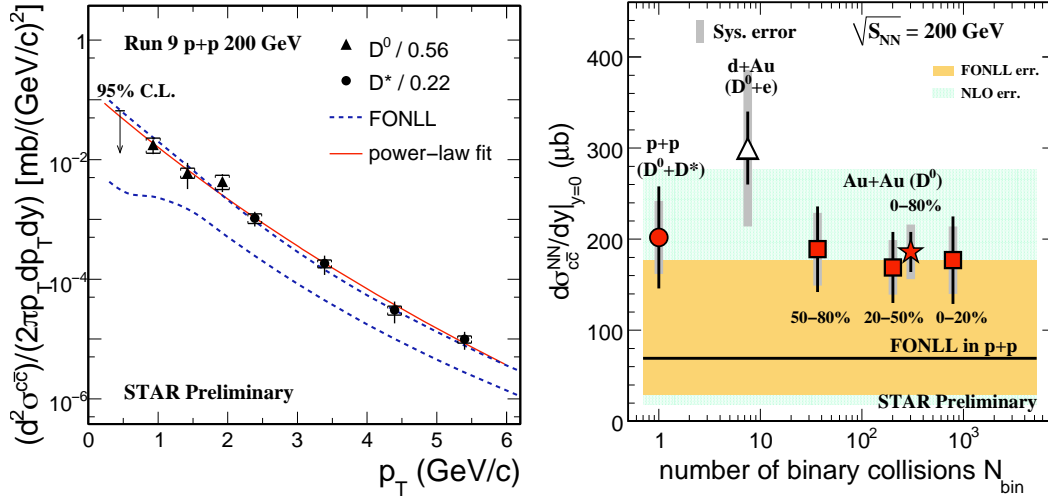 Run 9 p+p 200 GeV
D⁰ / 0.56
D* / 0.22
FONLL
power−law fit
95% C.L.
STAR Preliminary
(d²σ^cc̅)/(2πp_T dp_T dy) [mb/(GeV/c)²]
1
10⁻²
10⁻⁴
10⁻⁶
0 1 2 3 4 5 6
p_T (GeV/c)
Sys. error
√S_NN = 200 GeV
FONLL err.
NLO err.
d+Au
(D⁰+e)
p+p
(D⁰+D*)
Au+Au (D⁰)
0−80%
50−80% 20−50% 0−20%
FONLL in p+p
STAR Preliminary
dσ^NN_cc̅/dy|_y=0 (μb)
400
300
200
100
0
1 10 10² 10³
number of binary collisions N_bin